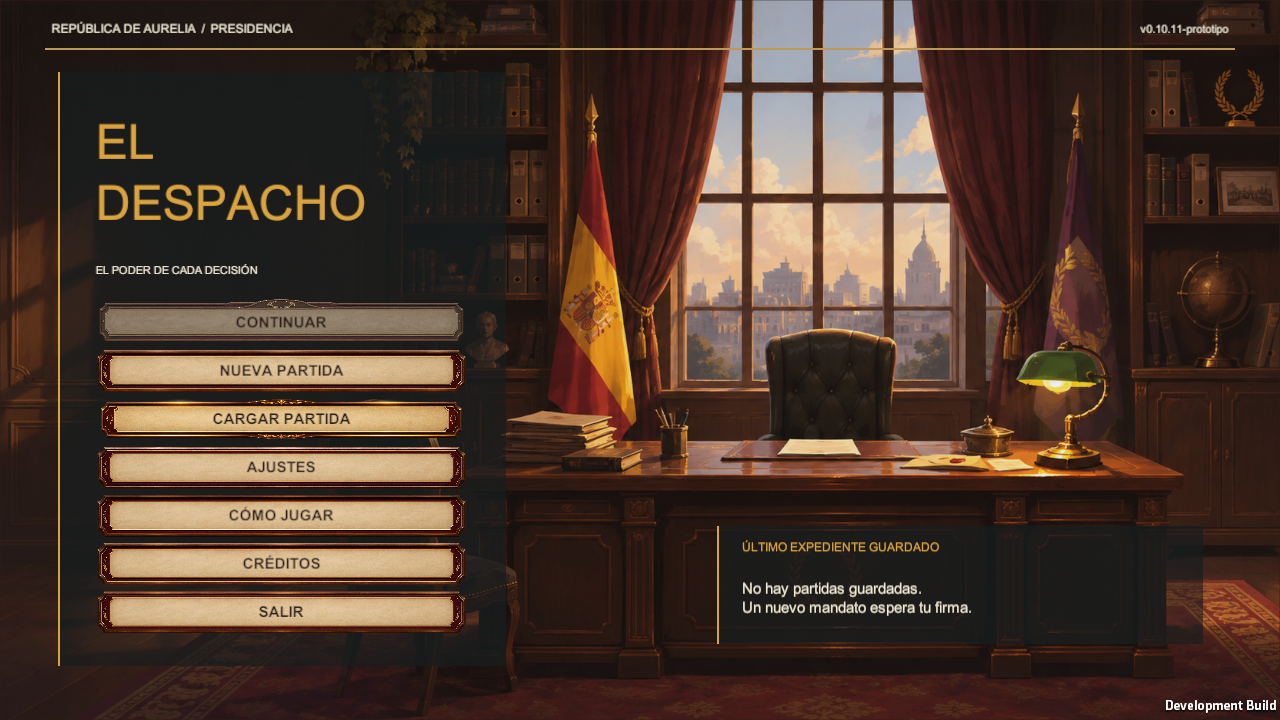 REPÚBLICA DE AURELIA / PRESIDENCIA
v0.10.11-prototipo
EL
DESPACHO
EL PODER DE CADA DECISIÓN
CONTINUAR
NUEVA PARTIDA
CARGAR PARTIDA
AJUSTES
CÓMO JUGAR
CRÉDITOS
SALIR
ÚLTIMO EXPEDIENTE GUARDADO
No hay partidas guardadas.
Un nuevo mandato espera tu firma.
Development Build